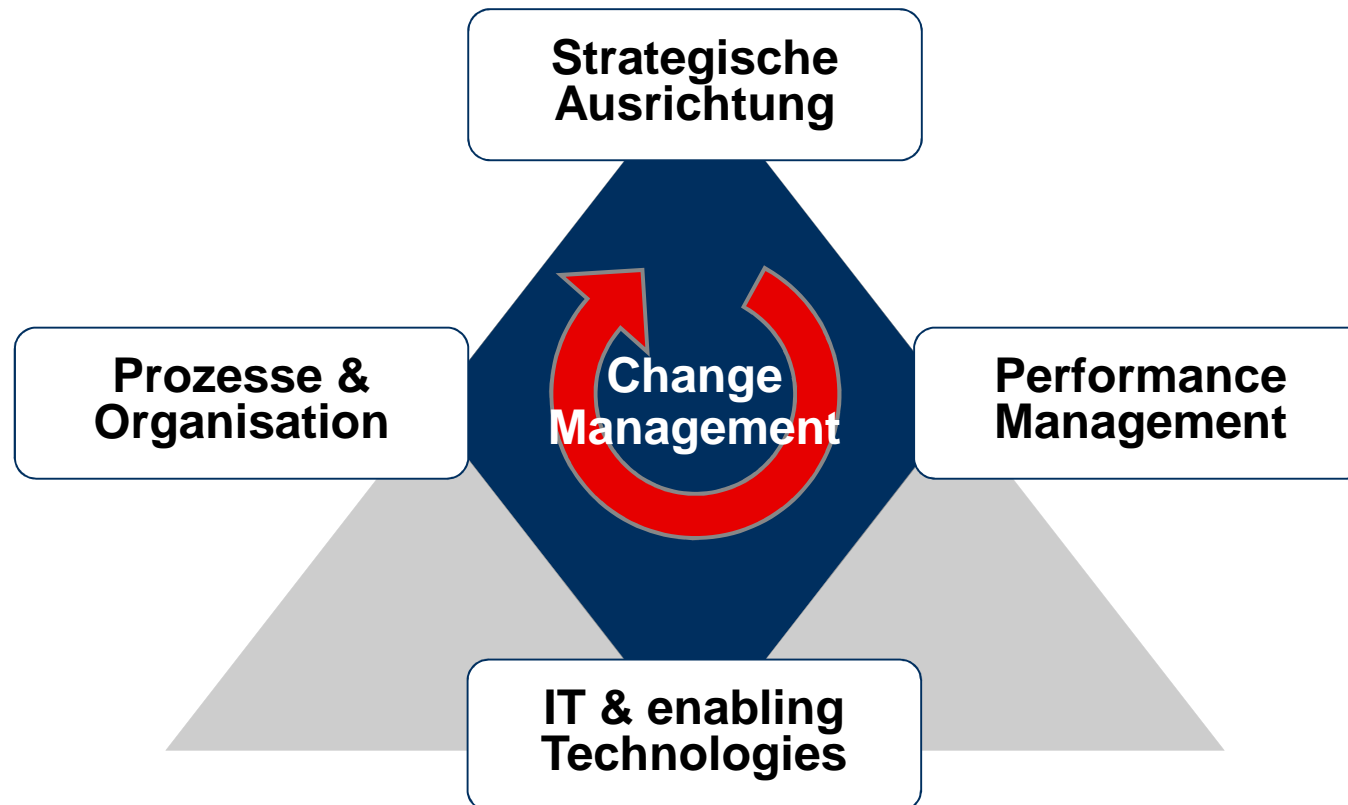 Strategische
Ausrichtung
Prozesse &
Organisation
Change
Management
Performance
Management
IT & enabling
Technologies